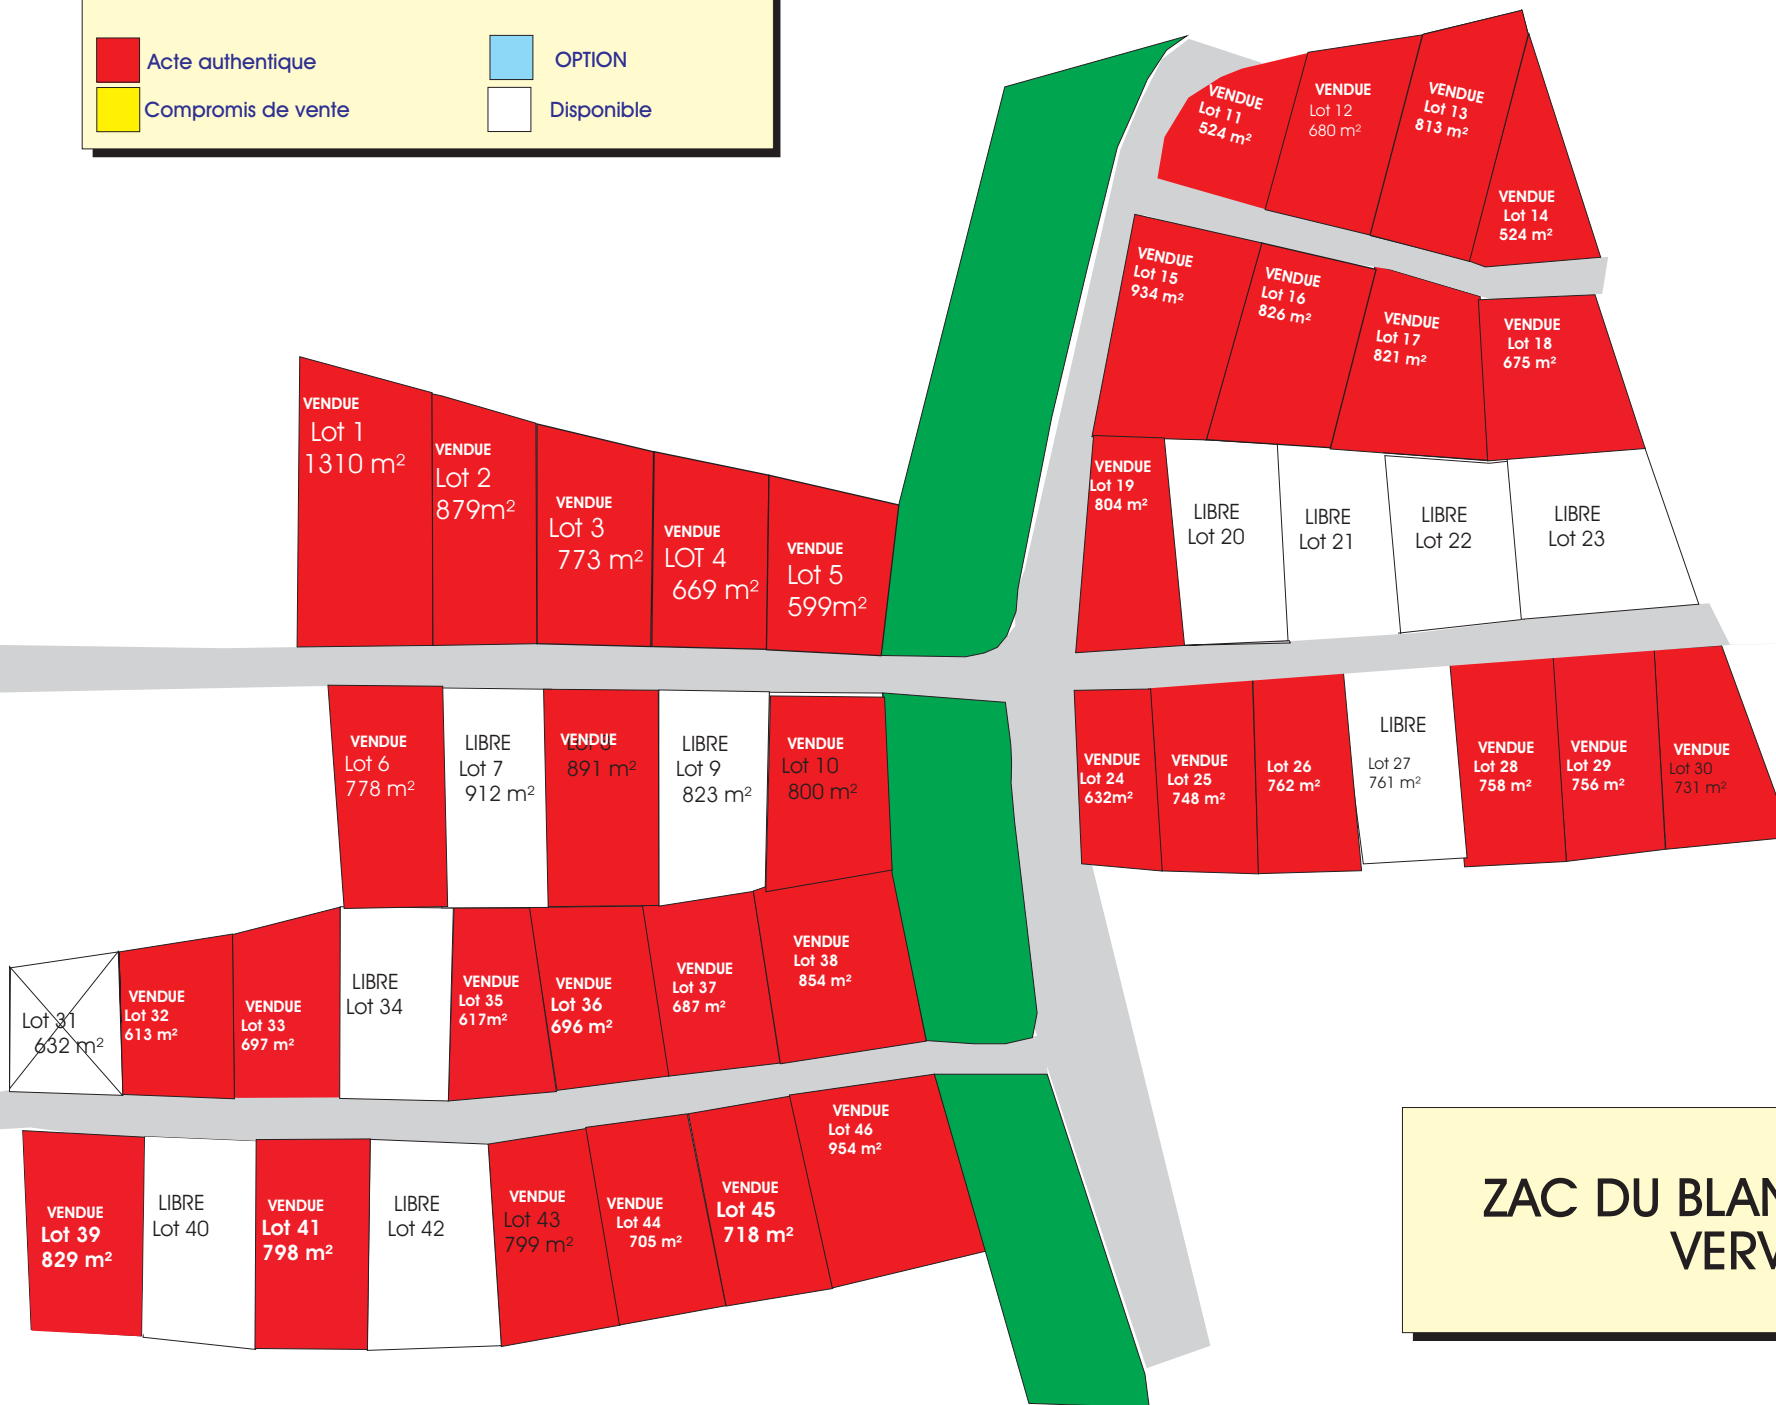 Acte authentique
OPTION
Compromis de vente
Disponible
VENDUE
Lot 11
524 m²
VENDUE
Lot 12
680 m²
VENDUE
Lot 13
813 m²
VENDUE
Lot 14
524 m²
VENDUE
Lot 15
934 m²
VENDUE
Lot 16
826 m²
VENDUE
Lot 17
821 m²
VENDUE
Lot 18
675 m²
VENDUE
Lot 1
1310 m²
VENDUE
Lot 2
879m²
VENDUE
Lot 3
773 m²
VENDUE
LOT 4
669 m²
VENDUE
Lot 5
599m²
VENDUE
Lot 19
804 m²
LIBRE
Lot 20
LIBRE
Lot 21
LIBRE
Lot 22
LIBRE
Lot 23
VENDUE
Lot 6
778 m²
LIBRE
Lot 7
912 m²
VENDUE
891 m²
LIBRE
Lot 9
823 m²
VENDUE
Lot 10
800 m²
VENDUE
Lot 24
632m²
VENDUE
Lot 25
748 m²
Lot 26
762 m²
LIBRE
Lot 27
761 m²
VENDUE
Lot 28
758 m²
VENDUE
Lot 29
756 m²
VENDUE
Lot 30
731 m²
Lot 31
632 m²
VENDUE
Lot 32
613 m²
VENDUE
Lot 33
697 m²
LIBRE
Lot 34
VENDUE
Lot 35
617m²
VENDUE
Lot 36
696 m²
VENDUE
Lot 37
687 m²
VENDUE
Lot 38
854 m²
VENDUE
Lot 39
829 m²
LIBRE
Lot 40
VENDUE
Lot 41
798 m²
LIBRE
Lot 42
VENDUE
Lot 43
799 m²
VENDUE
Lot 44
705 m²
VENDUE
Lot 45
718 m²
VENDUE
Lot 46
954 m²
ZAC DU BLAN
VERV